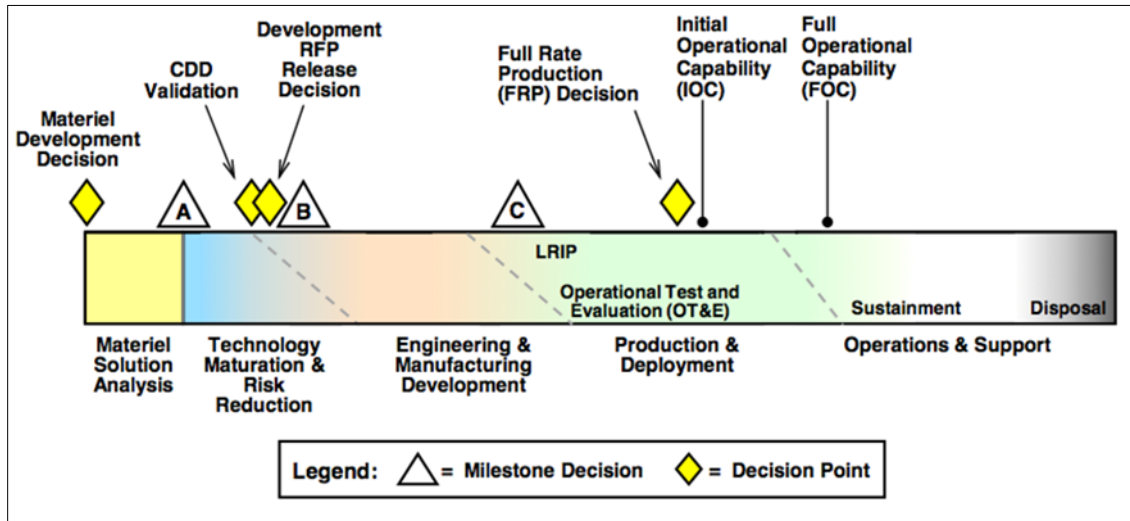 Materiel
Development
Decision
CDD
Validation
Development
RFP
Release
Decision
Full Rate
Production
(FRP) Decision
Initial
Operational
Capability
(IOC)
Full
Operational
Capability
(FOC)
A
B
C
LRIP
Operational Test and
Evaluation (OT&E)
Sustainment
Disposal
Materiel
Solution
Analysis
Technology
Maturation &
Risk
Reduction
Engineering &
Manufacturing
Development
Production &
Deployment
Operations & Support
Legend: = Milestone Decision = Decision Point